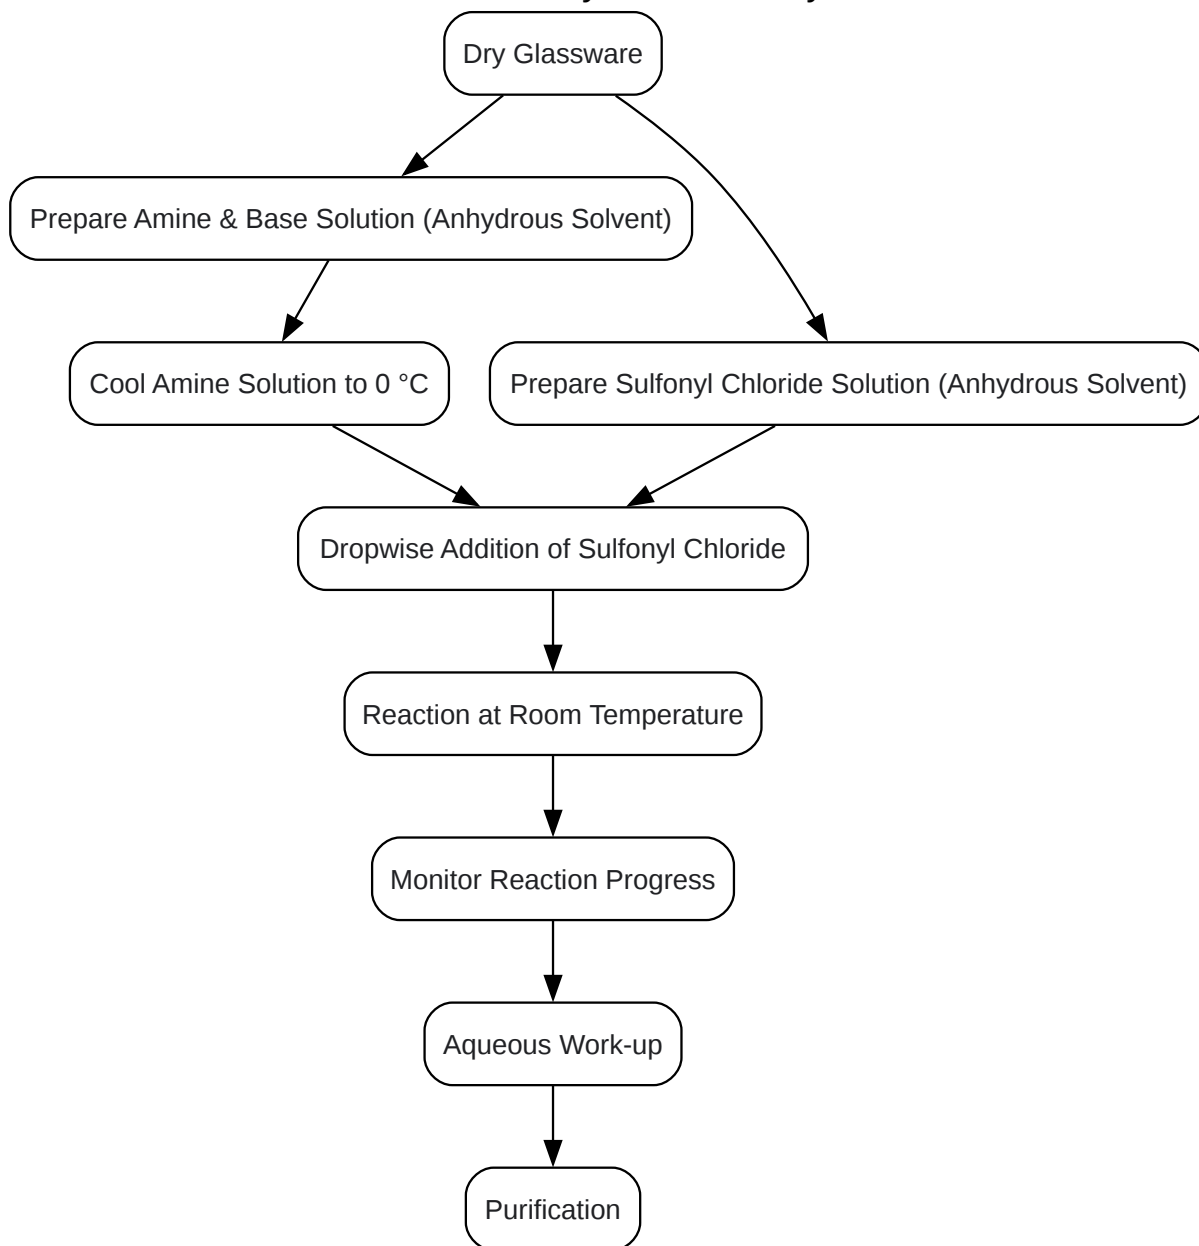 Dry Glassware
Prepare Amine & Base Solution (Anhydrous Solvent)
Cool Amine Solution to 0 °C
Prepare Sulfonyl Chloride Solution (Anhydrous Solvent)
Dropwise Addition of Sulfonyl Chloride
Reaction at Room Temperature
Monitor Reaction Progress
Aqueous Work-up
Purification